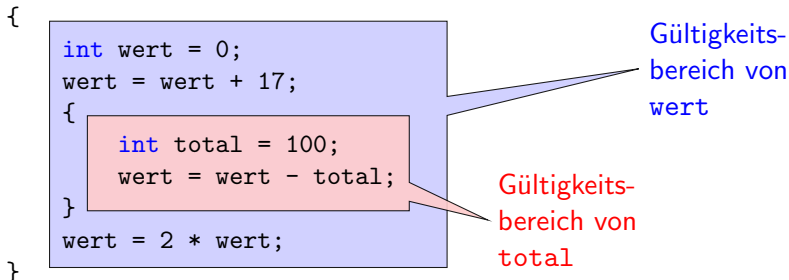 {
int wert = 0;
wert = wert + 17;
{
int total = 100;
wert = wert - total;
}
wert = 2 * wert;
}
Gültigkeits-
bereich von
wert
Gültigkeits-
bereich von
total